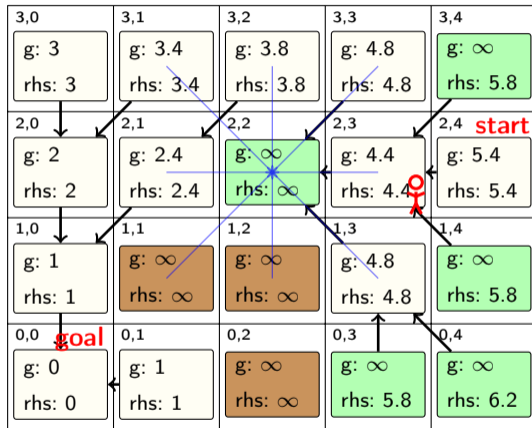 3,0 3,1 3,2 3,3 3,4
g: 3 g: 3.4 g: 3.8 g: 4.8 g: ∞
rhs: 3 rhs: 3.4 rhs: 3.8 rhs: 4.8 rhs: 5.8
2,0 2,1 2,2 2,3 2,4 start
g: 2 g: 2.4 g: ∞ g: 4.4 g: 5.4
rhs: 2 rhs: 2.4 rhs: ∞ rhs: 4.4 rhs: 5.4
1,0 1,1 1,2 1,3 1,4
g: 1 g: ∞ g: ∞ g: 4.8 g: ∞
rhs: 1 rhs: ∞ rhs: ∞ rhs: 4.8 rhs: 5.8
0,0 goal 0,1 0,2 0,3 0,4
g: 0 g: 1 g: ∞ g: ∞ g: ∞
rhs: 0 rhs: 1 rhs: ∞ rhs: 5.8 rhs: 6.2